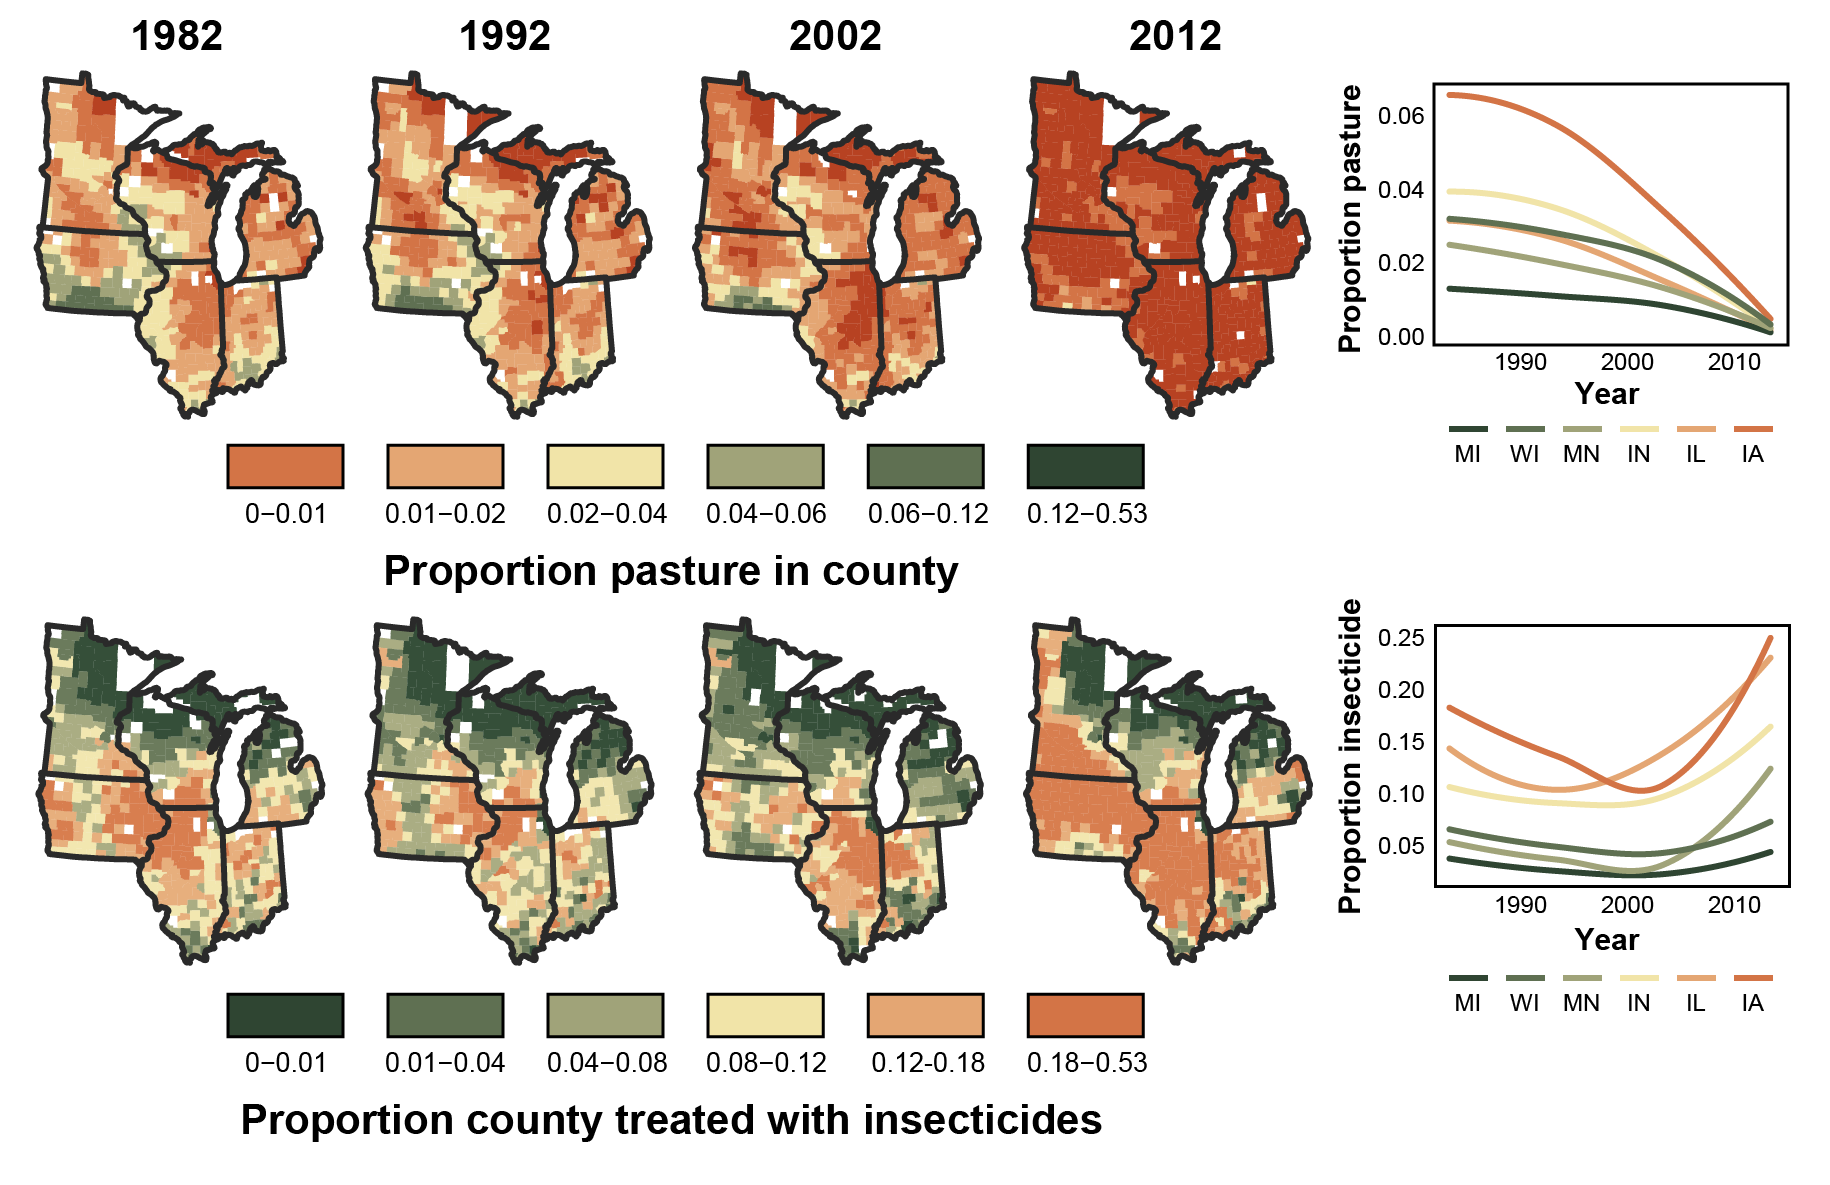 1982
1992
2002
2012
Proportion pasture
0.06
0.04
0.02
0.00
1990
2000
2010
Year
MI
WI
MN
IN
IL
IA
0−0.01
0.01−0.02
0.02−0.04
0.04−0.06
0.06−0.12
0.12−0.53
Proportion pasture in county
Proportion insecticide
0.25
0.20
0.15
0.10
0.05
1990
2000
2010
Year
MI
WI
MN
IN
IL
IA
0−0.01
0.01−0.04
0.04−0.08
0.08−0.12
0.12-0.18
0.18−0.53
Proportion county treated with insecticides